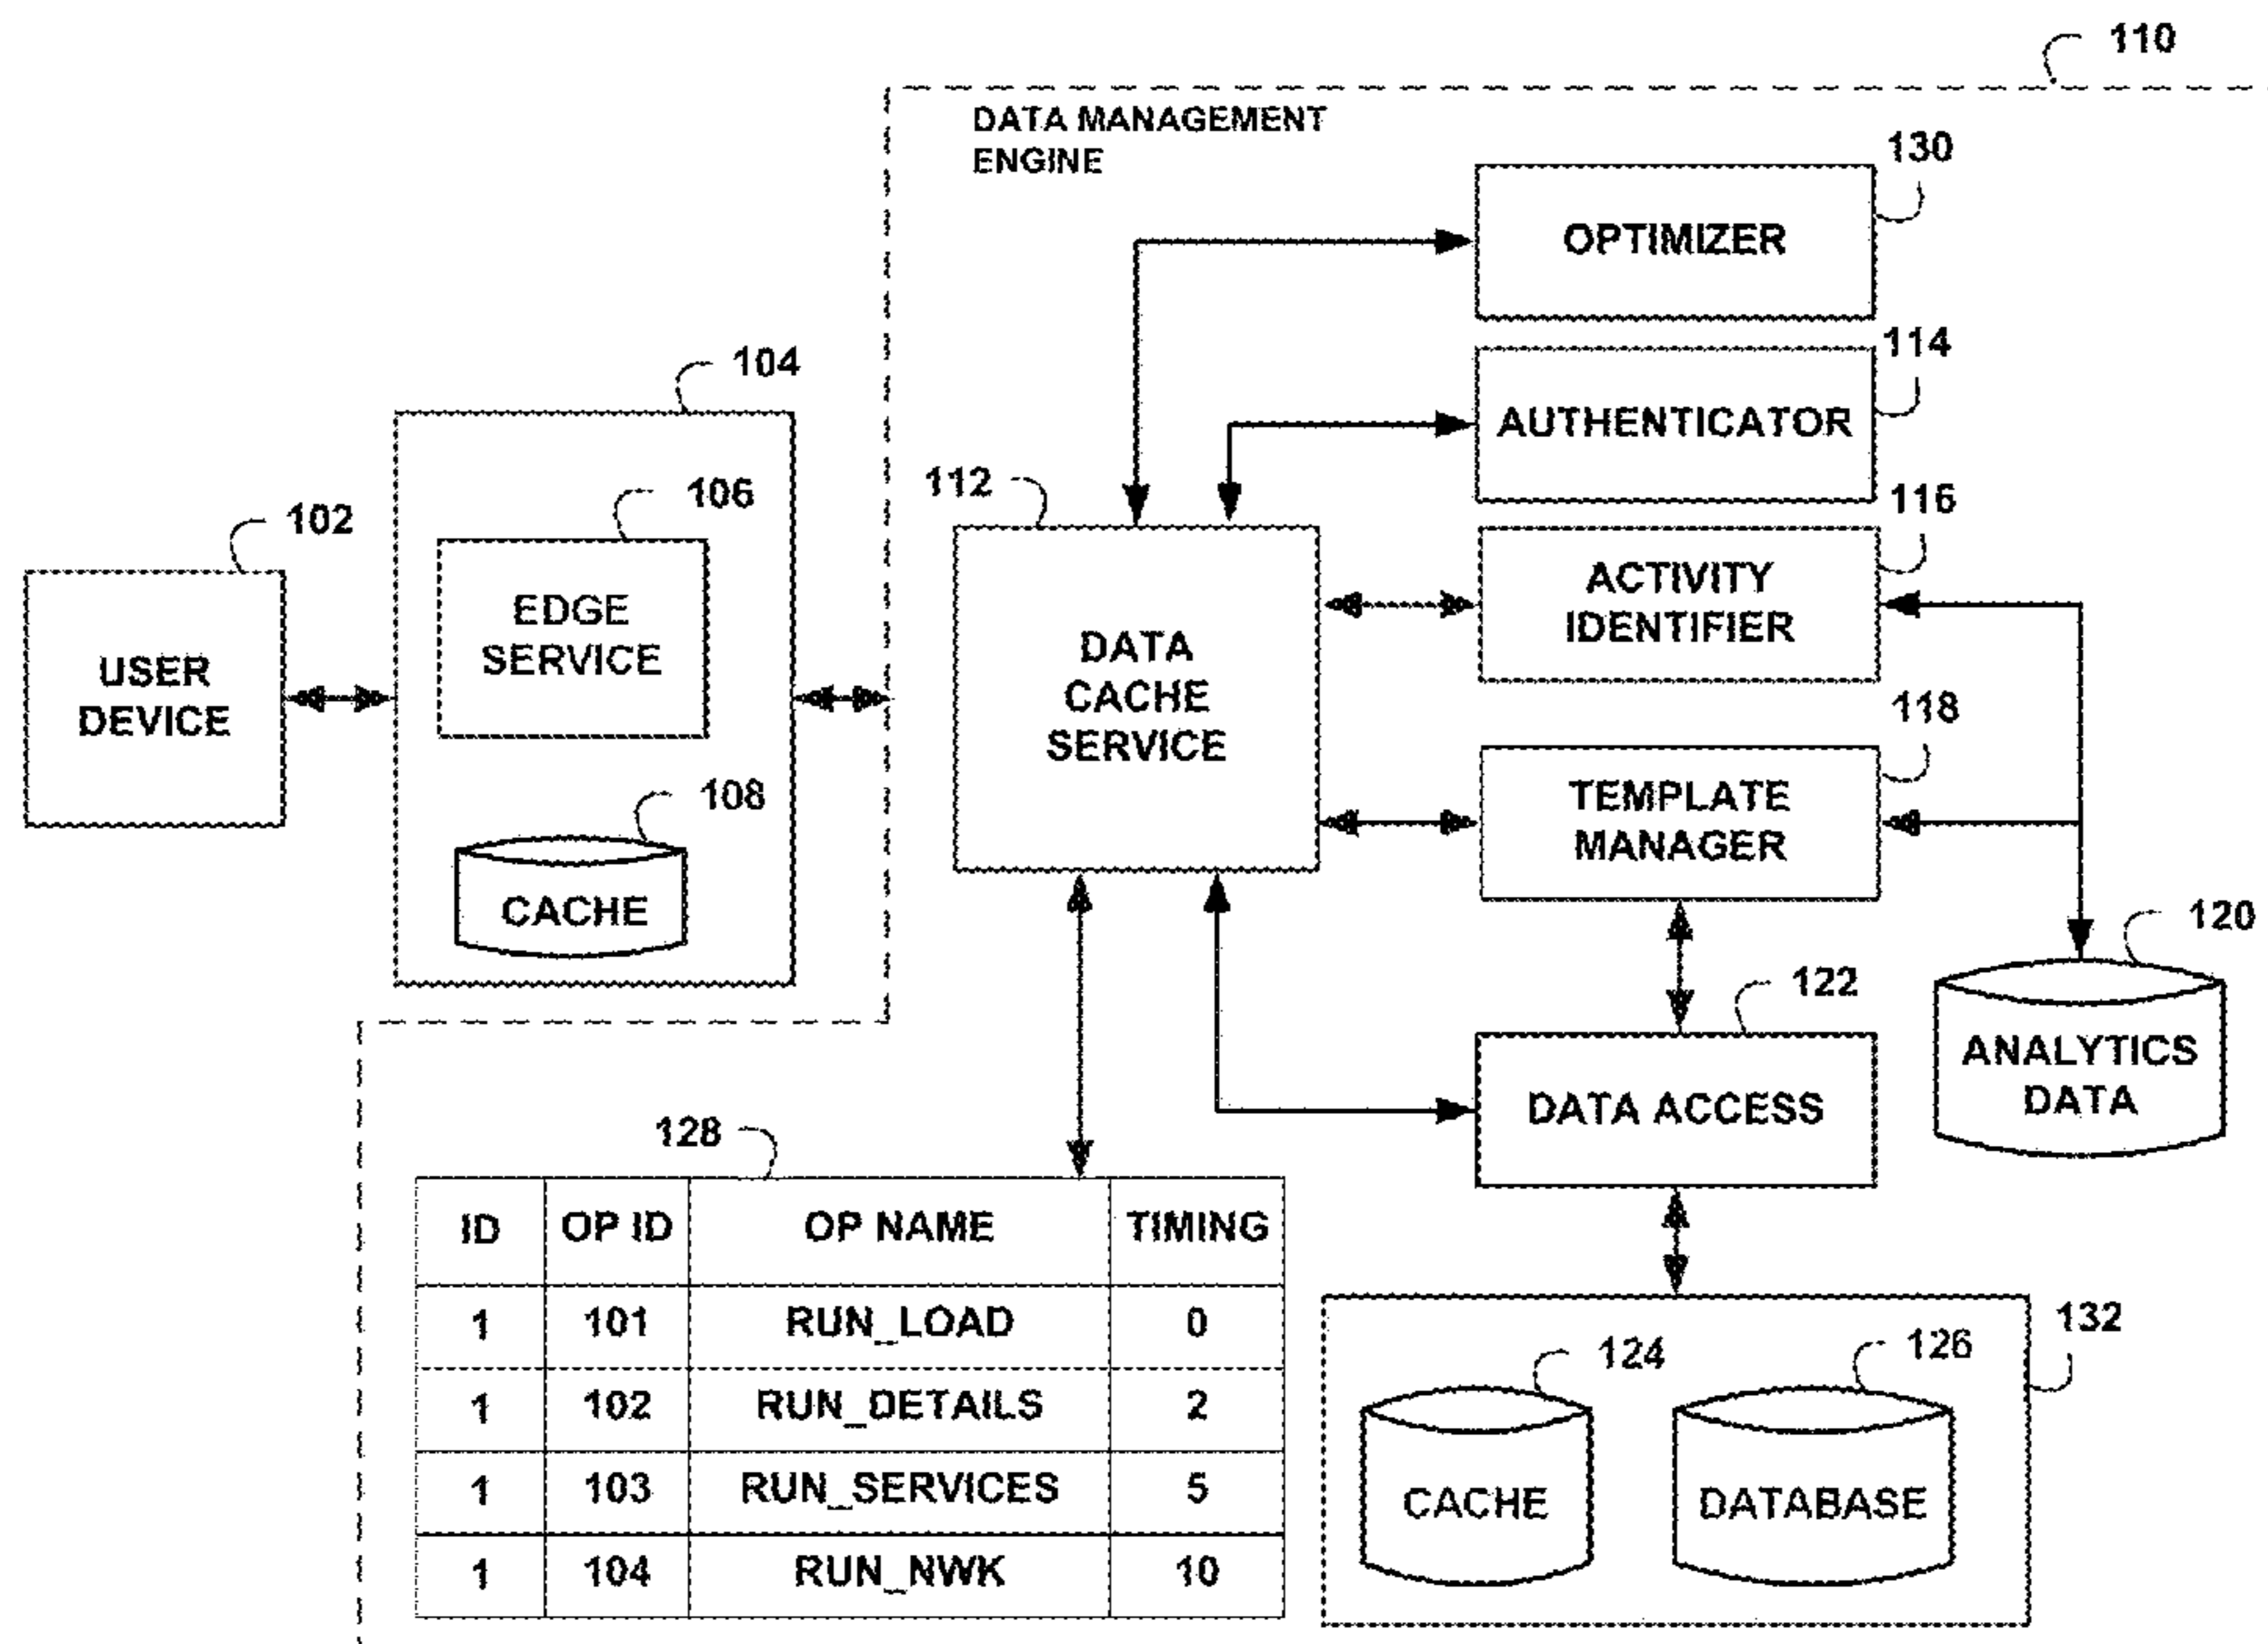 110
DATA MANAGEMENT
ENGINE
130
OPTIMIZER
114
AUTHENTICATOR
104
106
EDGE
SERVICE
108
CACHE
102
USER
DEVICE
112
DATA
CACHE
SERVICE
116
ACTIVITY
IDENTIFIER
118
TEMPLATE
MANAGER
120
ANALYTICS
DATA
122
DATA ACCESS
128
ID OP ID OP NAME TIMING
1 101 RUN_LOAD 0
1 102 RUN_DETAILS 2
1 103 RUN_SERVICES 5
1 104 RUN_NWK 10
132
124
CACHE
126
DATABASE